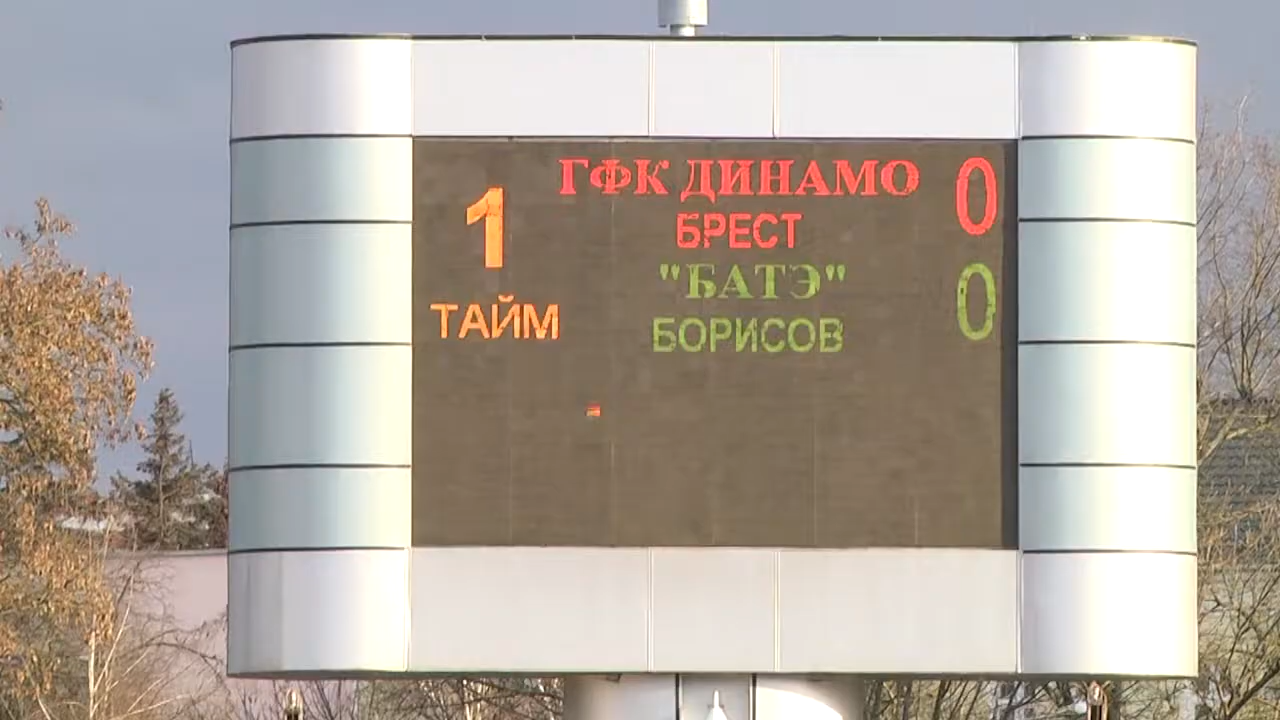 1
ТАЙМ
ГФК ДИНАМО 0
БРЕСТ
"БАТЭ" 0
БОРИСОВ